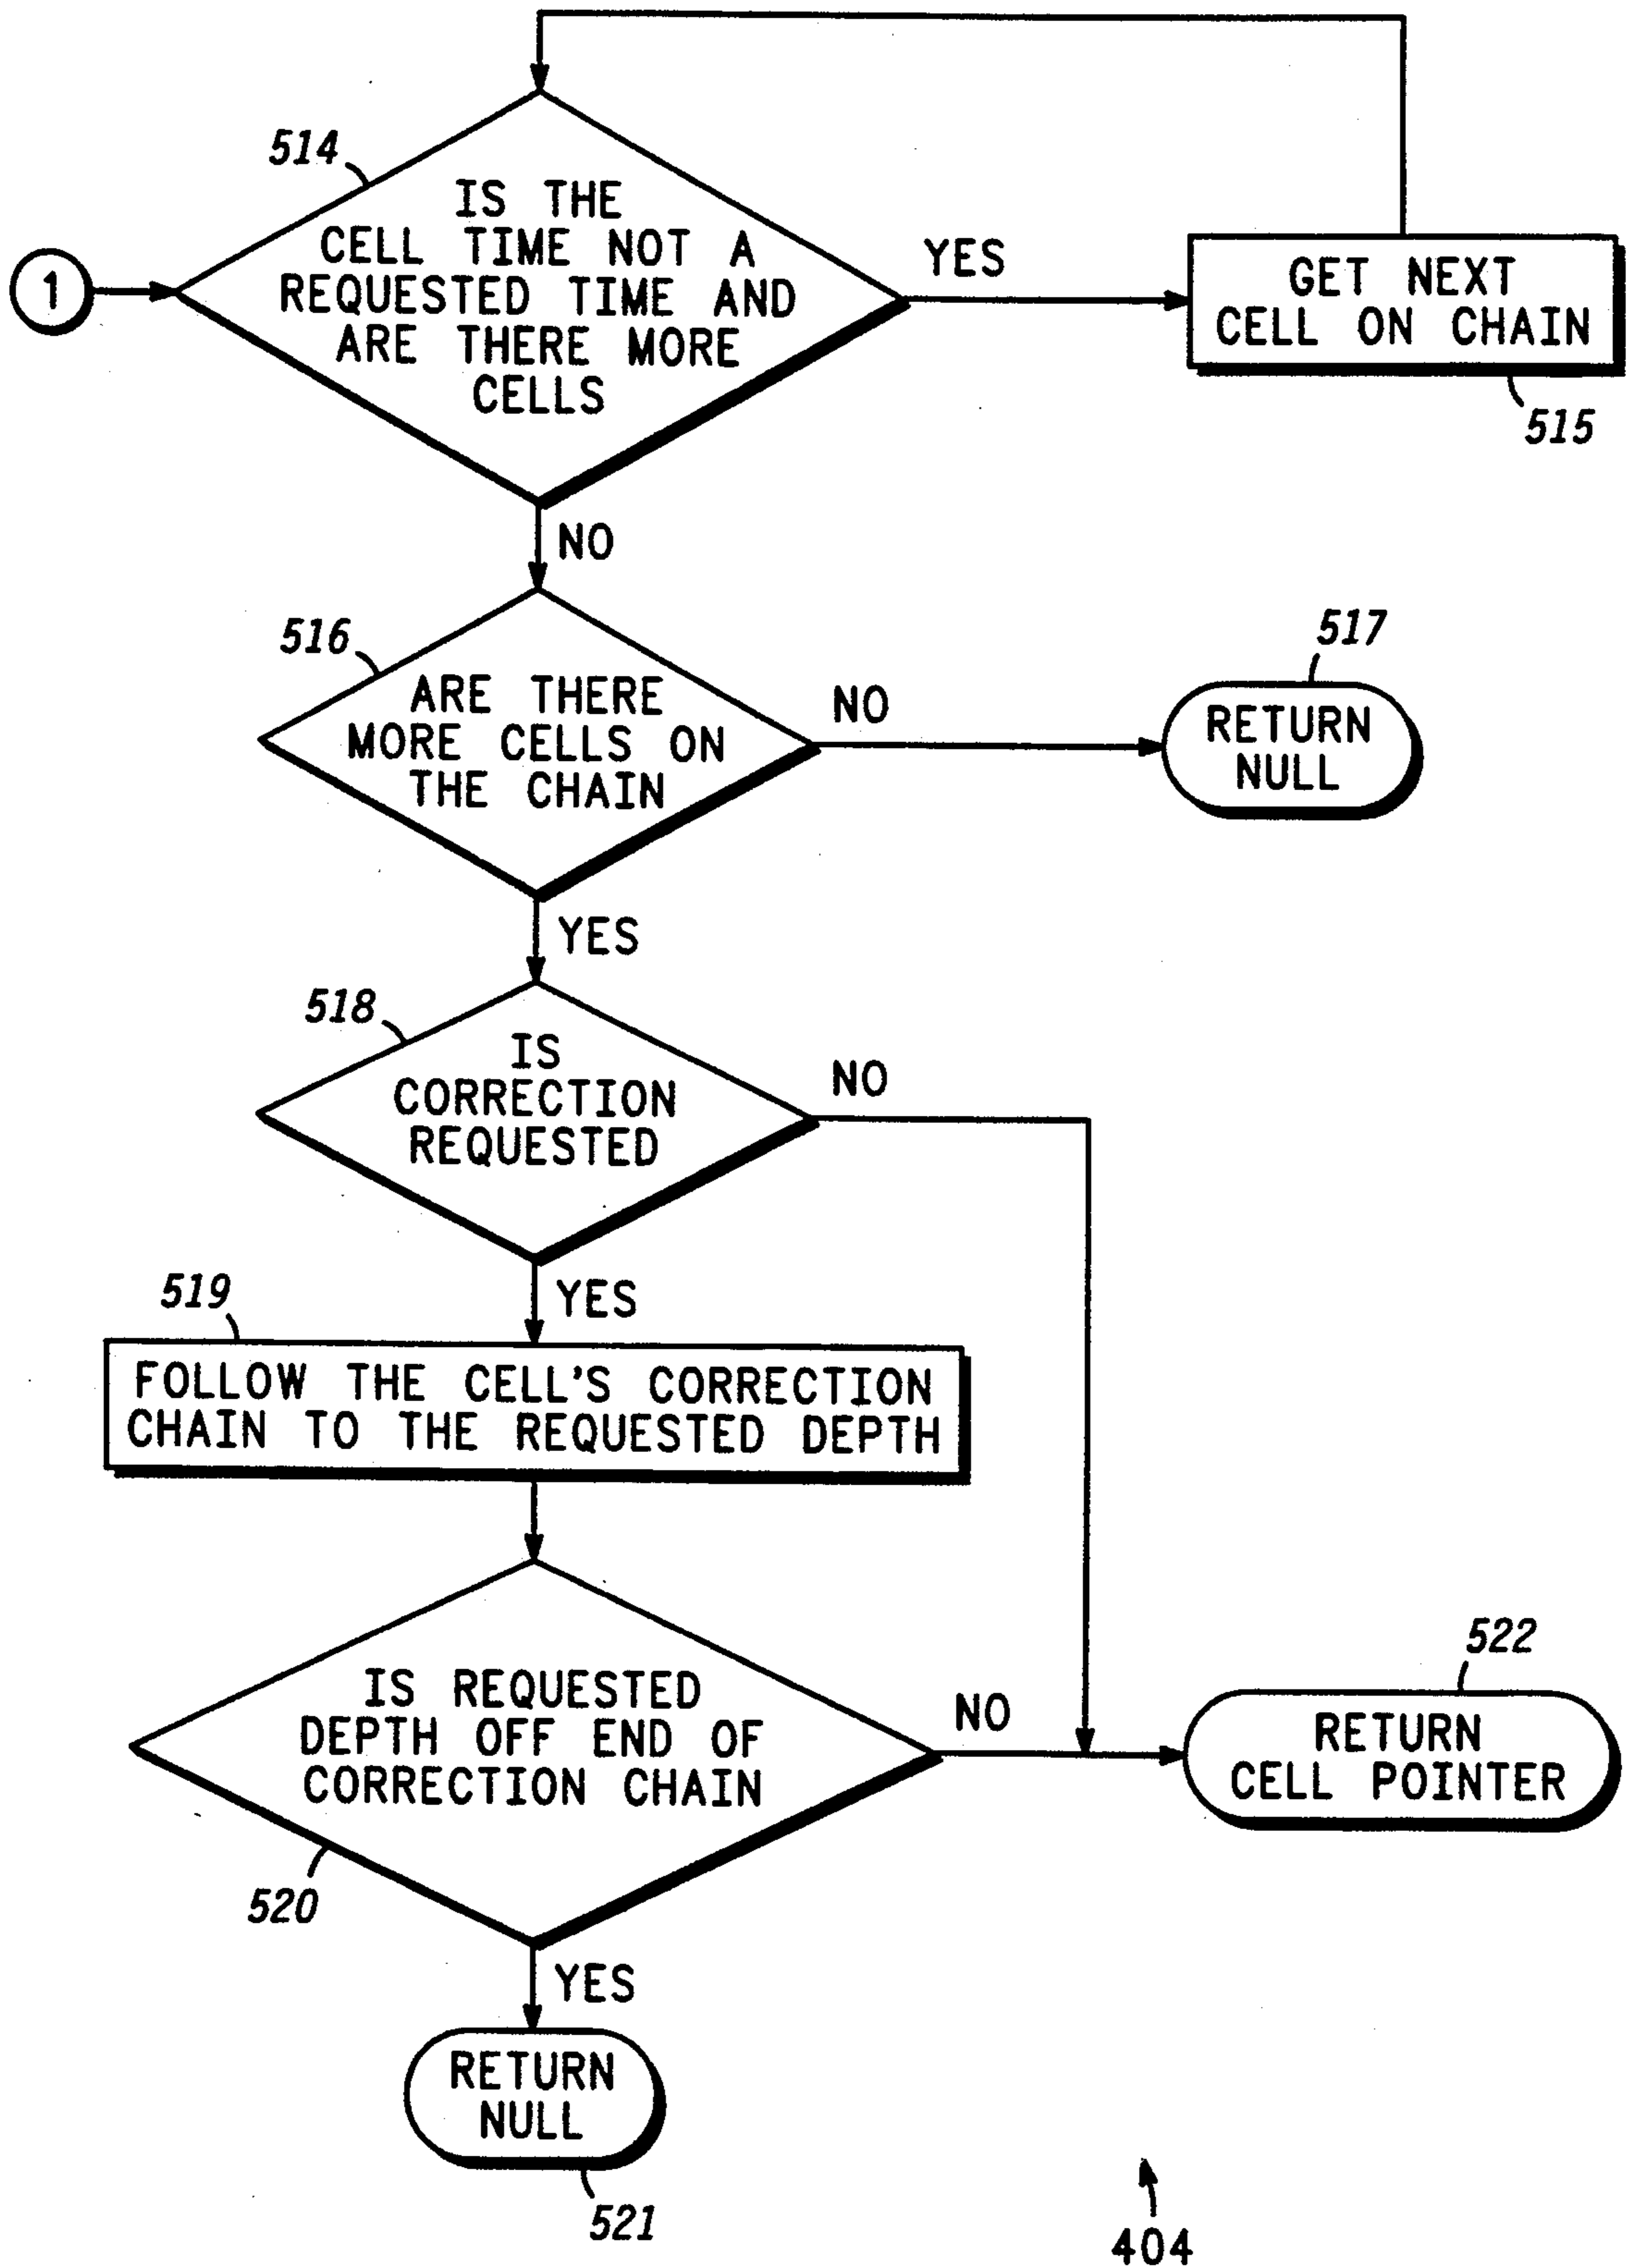 514
IS THE
CELL TIME NOT A
REQUESTED TIME AND
ARE THERE MORE
CELLS
1
YES
GET NEXT
CELL ON CHAIN
515
NO
516
ARE THERE
MORE CELLS ON
THE CHAIN
NO
517
RETURN
NULL
YES
518
IS
CORRECTION
REQUESTED
NO
YES
519
FOLLOW THE CELL'S CORRECTION
CHAIN TO THE REQUESTED DEPTH
IS REQUESTED
DEPTH OFF END OF
CORRECTION CHAIN
NO
522
RETURN
CELL POINTER
520
YES
RETURN
NULL
521
404